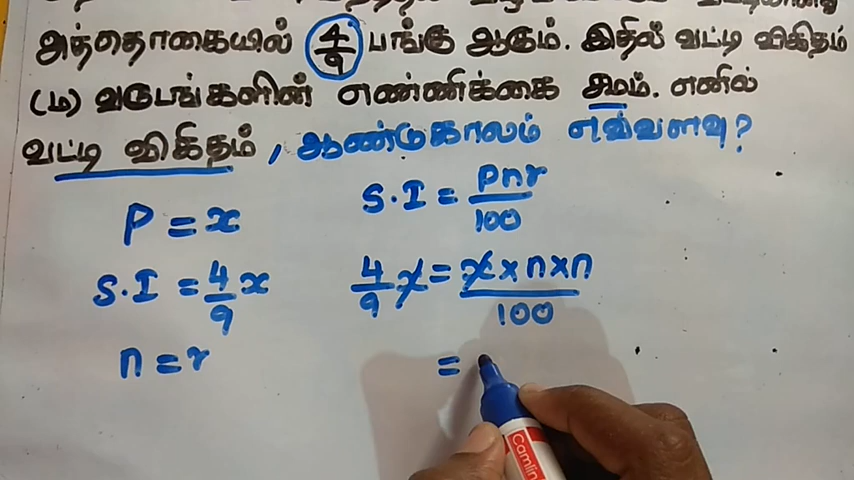 அத்தொகையில் 4/9 பங்கு ஆகும். இதில் வட்டி விகிதம்
(ம) வருடங்களின் எண்ணிக்கை சமம். எனில்
வட்டி விகிதம், ஆண்டுகாலம் எவ்வளவு?
P = x
S.I = 4/9 x
n = r
S.I = pnr/100
4/9 x = x × n × n/100
=
Camlin